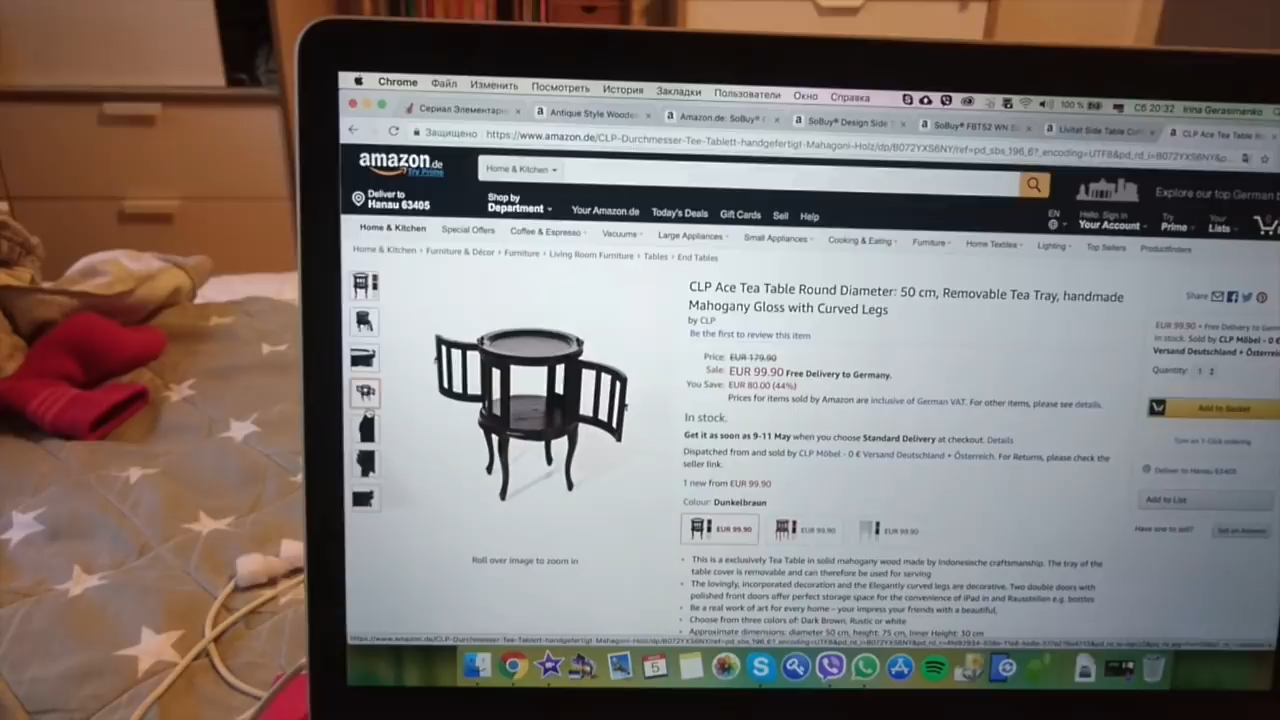 Chrome Файл Изменить Посмотреть История Закладки Пользователи Окно Справка 100 % Сб 20:32 Irina Gerasimenko
Сериал Элементарн
Antique Style Woode
Amazon.de: SoBuy®
SoBuy® Design Side
SoBuy® FBT52 WN
Livitat Side Table
CLP Ace Tea Table
Защищено https://www.amazon.de/CLP-Durchmesser-Tee-Tablett-handgefertigt-Mahagoni-Holz/dp/B072YXS6NY/ref=pd_sbs_196_6?_encoding=UTF8&pd_rd_i=B072YXS6NY&p...
amazon.de
Try Prime
Home & Kitchen
Explore our top German
Deliver to
Hanau 63405
Shop by
Department
Your Amazon.de Today's Deals Gift Cards Sell Help
EN
Hello. Sign in
Your Account
Try
Prime
Your
Lists
Home & Kitchen Special Offers Coffee & Espresso Vacuums Large Appliances Small Appliances Cooking & Eating Furniture Home Textiles Lighting Top Sellers Productfinders
Home & Kitchen › Furniture & Décor › Furniture › Living Room Furniture › Tables › End Tables
CLP Ace Tea Table Round Diameter: 50 cm, Removable Tea Tray, handmade
Mahogany Gloss with Curved Legs
by CLP
Be the first to review this item
Price: EUR 179.90
Sale: EUR 99.90 Free Delivery to Germany.
You Save: EUR 80.00 (44%)
Prices for items sold by Amazon are inclusive of German VAT. For other items, please see details.
In stock.
Get it as soon as 9-11 May when you choose Standard Delivery at checkout. Details
Dispatched from and sold by CLP Möbel - 0 € Versand Deutschland + Österreich. For Returns, please check the
seller link.
1 new from EUR 99.90
Colour: Dunkelbraun
EUR 99.90
EUR 99.90
EUR 99.90
Roll over image to zoom in
This is a exclusively Tea Table in solid mahogany wood made by Indonesische craftsmanship. The tray of the
table cover is removable and can therefore be used for serving
The lovingly, incorporated decoration and the Elegantly curved legs are decorative. Two double doors with
polished front doors offer perfect storage space for the convenience of iPad in and Rausstellen e.g. bottles
Be a real work of art for every home – your impress your friends with a beautiful,
Choose from three colors of: Dark Brown, Rustic or white
Approximate dimensions: diameter 50 cm, height: 75 cm, Inner Height: 30 cm
Share
EUR 99.90 + Free Delivery to
In stock. Sold by CLP Möbel - 0 €
Versand Deutschland + Österreic
Quantity: 1
Add to Basket
Turn on 1-Click ordering
Deliver to Hanau 63405
Add to List
Have one to sell?
Sell on Amazon
5